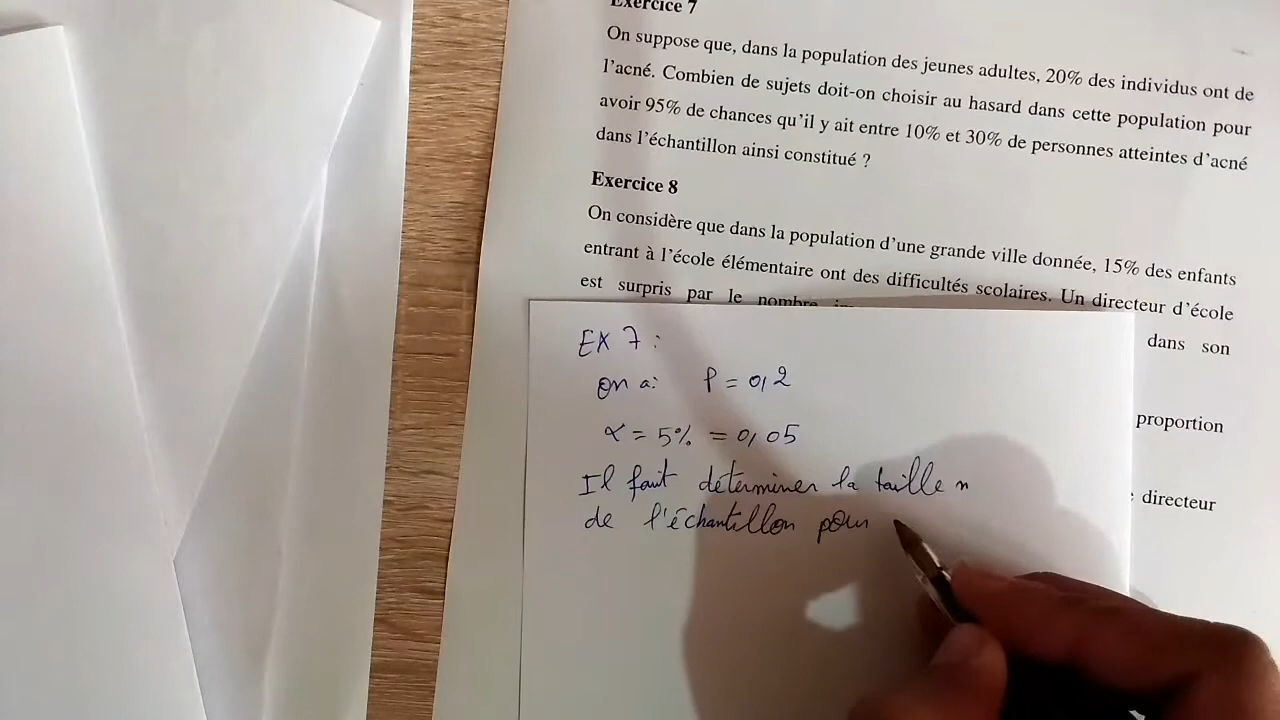 Exercice 7
On suppose que, dans la population des jeunes adultes, 20% des individus ont de
l'acné. Combien de sujets doit-on choisir au hasard dans cette population pour
avoir 95% de chances qu'il y ait entre 10% et 30% de personnes atteintes d'acné
dans l'échantillon ainsi constitué ?
Exercice 8
On considère que dans la population d'une grande ville donnée, 15% des enfants
entrant à l'école élémentaire ont des difficultés scolaires. Un directeur d'école
est surpris par le nombre
dans son
proportion
directeur
EX 7 :
on a: P = 0,2
α = 5% = 0,05
Il faut determiner la taille n
de l'échantillon pour